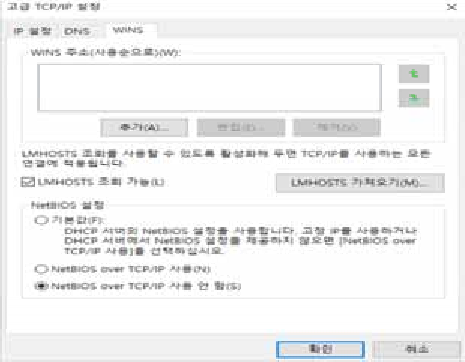 고급 TCP/IP 설정
IP 설정 DNS WINS
WINS 주소(사용순으로)(W):
추가(A)... 편집(E)... 제거(V)
LMHOSTS 조회를 사용할 수 있도록 활성화해 두면 TCP/IP를 사용하는 모든
연결에 적용됩니다.
LMHOSTS 조회 가능(L) LMHOSTS 가져오기(M)...
NetBIOS 설정
기본값(F):
DHCP 서버의 NetBIOS 설정을 사용합니다. 고정 IP를 사용하거나
DHCP 서버에서 NetBIOS 설정을 제공하지 않으면 [NetBIOS over
TCP/IP 사용]을 선택하십시오.
NetBIOS over TCP/IP 사용(N)
NetBIOS over TCP/IP 사용 안 함(S)
확인 취소